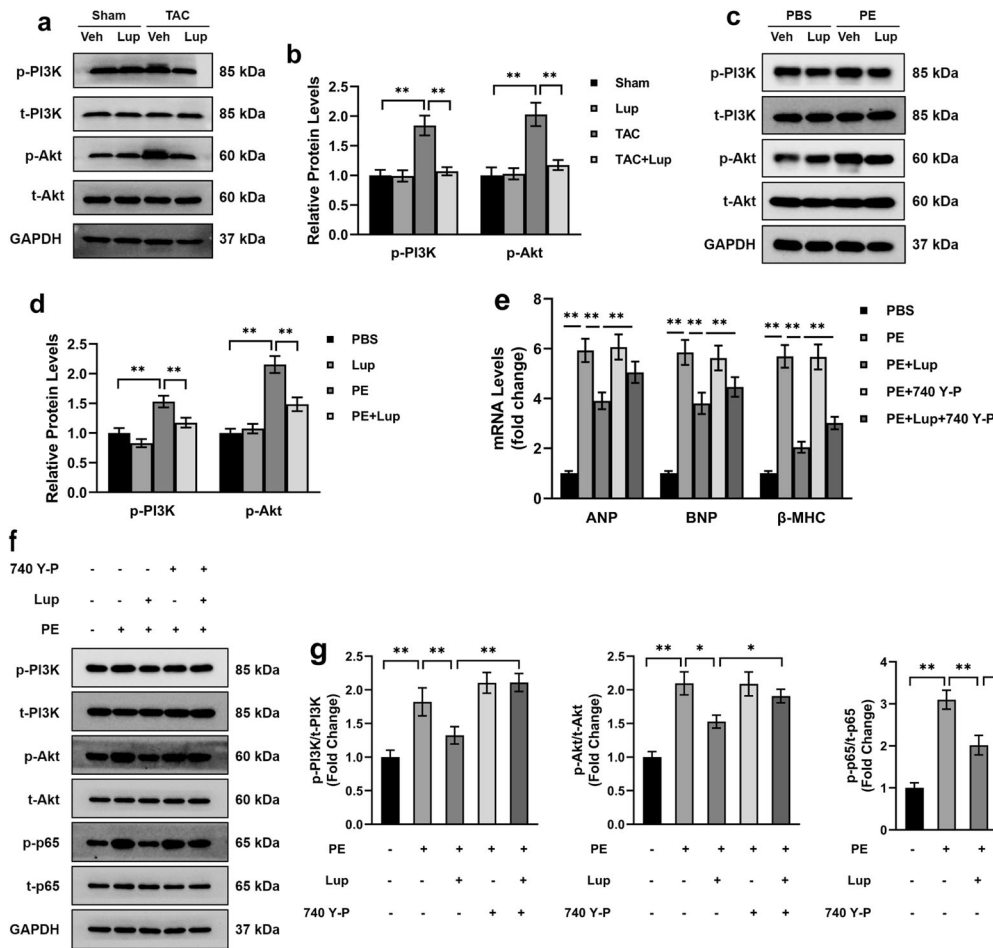 a
Sham TAC
Veh Lup Veh Lup
p-PI3K 85 kDa
t-PI3K 85 kDa
p-Akt 60 kDa
t-Akt 60 kDa
GAPDH 37 kDa
b
Relative Protein Levels
2.5
2.0
1.5
1.0
0.5
0.0
** ** ** **
p-PI3K p-Akt
Sham
Lup
TAC
TAC+Lup
c
PBS PE
Veh Lup Veh Lup
p-PI3K 85 kDa
t-PI3K 85 kDa
p-Akt 60 kDa
t-Akt 60 kDa
GAPDH 37 kDa
d
Relative Protein Levels
2.5
2.0
1.5
1.0
0.5
0.0
** ** ** **
p-PI3K p-Akt
PBS
Lup
PE
PE+Lup
e
mRNA Levels
(fold change)
8
6
4
2
0
** ** ** ** ** ** ** ** **
ANP BNP β-MHC
PBS
PE
PE+Lup
PE+740 Y-P
PE+Lup+740 Y-P
f
740 Y-P - - - + +
Lup - - + - +
PE - + + + +
p-PI3K 85 kDa
t-PI3K 85 kDa
p-Akt 60 kDa
t-Akt 60 kDa
p-p65 65 kDa
t-p65 65 kDa
GAPDH 37 kDa
g
p-PI3K/t-PI3K
(Fold Change)
2.5
2.0
1.5
1.0
0.5
0.0
** ** **
PE - + + + +
Lup - - + - +
740 Y-P - - - + +
p-Akt/t-Akt
(Fold Change)
2.5
2.0
1.5
1.0
0.5
0.0
** * *
PE - + + + +
Lup - - + - +
740 Y-P - - - + +
p-p65/t-p65
(Fold Change)
4
3
2
1
0
** **
PE - + +
Lup - - +
740 Y-P - - -